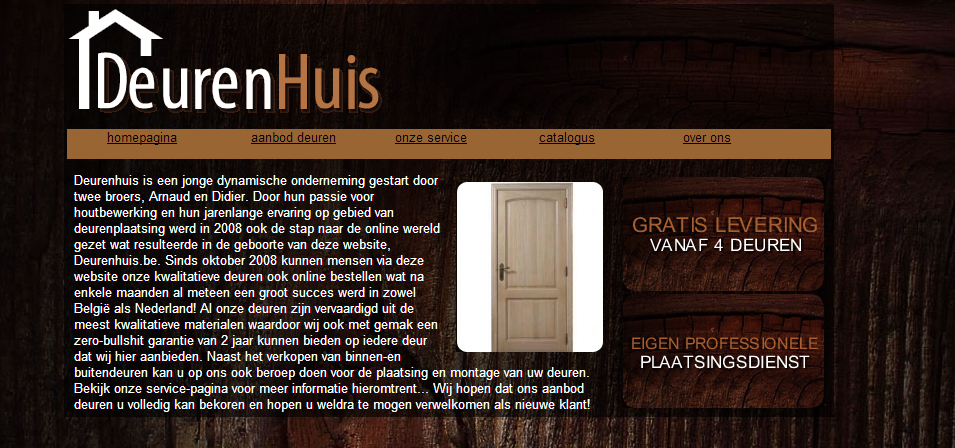 DeurenHuis
homepagina aanbod deuren onze service catalogus over ons
Deurenhuis is een jonge dynamische onderneming gestart door
twee broers, Arnaud en Didier. Door hun passie voor
houtbewerking en hun jarenlange ervaring op gebied van
deurenplaatsing werd in 2008 ook de stap naar de online wereld
gezet wat resulteerde in de geboorte van deze website,
Deurenhuis.be. Sinds oktober 2008 kunnen mensen via deze
website onze kwalitatieve deuren ook online bestellen wat na
enkele maanden al meteen een groot succes werd in zowel
België als Nederland! Al onze deuren zijn vervaardigd uit de
meest kwalitatieve materialen waardoor wij ook met gemak een
zero-bullshit garantie van 2 jaar kunnen bieden op iedere deur
dat wij hier aanbieden. Naast het verkopen van binnen-en
buitendeuren kan u op ons ook beroep doen voor de plaatsing en montage van uw deuren.
Bekijk onze service-pagina voor meer informatie hieromtrent... Wij hopen dat ons aanbod
deuren u volledig kan bekoren en hopen u weldra te mogen verwelkomen als nieuwe klant!
GRATIS LEVERING
VANAF 4 DEUREN
EIGEN PROFESSIONELE
PLAATSINGSDIENST